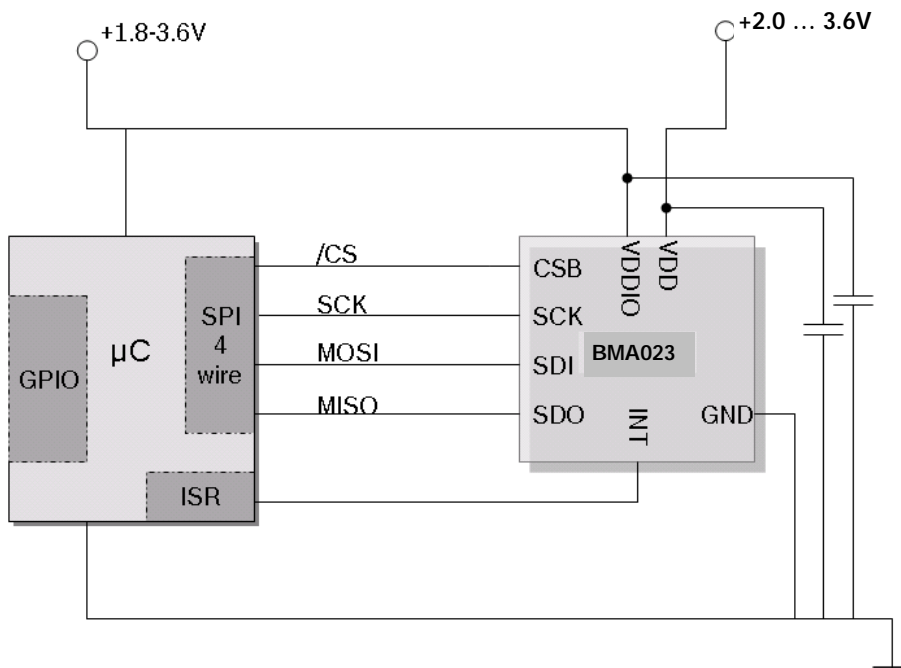 +1.8-3.6V
+2.0 ... 3.6V
/CS
SCK
MOSI
MISO
SPI
4
wire
µC
GPIO
ISR
VDDIO
VDD
CSB
SCK
BMA023
SDI
SDO
INT
GND